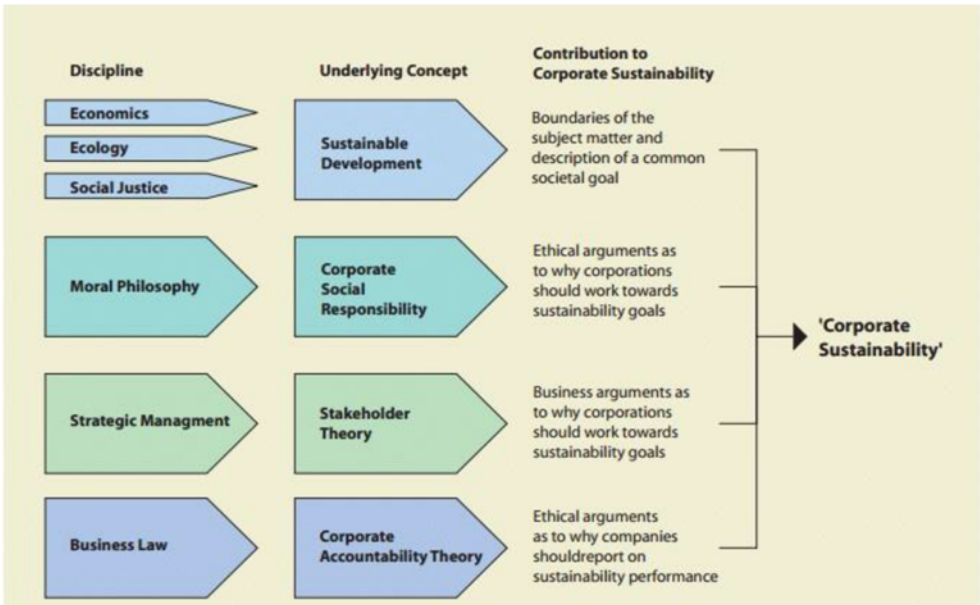 Discipline
Underlying Concept
Contribution to
Corporate Sustainability
Economics
Ecology
Social Justice
Sustainable
Development
Boundaries of the
subject matter and
description of a common
societal goal
Moral Philosophy
Corporate
Social
Responsibility
Ethical arguments as
to why corporations
should work towards
sustainability goals
Strategic Managment
Stakeholder
Theory
Business arguments as
to why corporations
should work towards
sustainability goals
Business Law
Corporate
Accountability Theory
Ethical arguments
as to why companies
shouldreport on
sustainability performance
'Corporate
Sustainability'